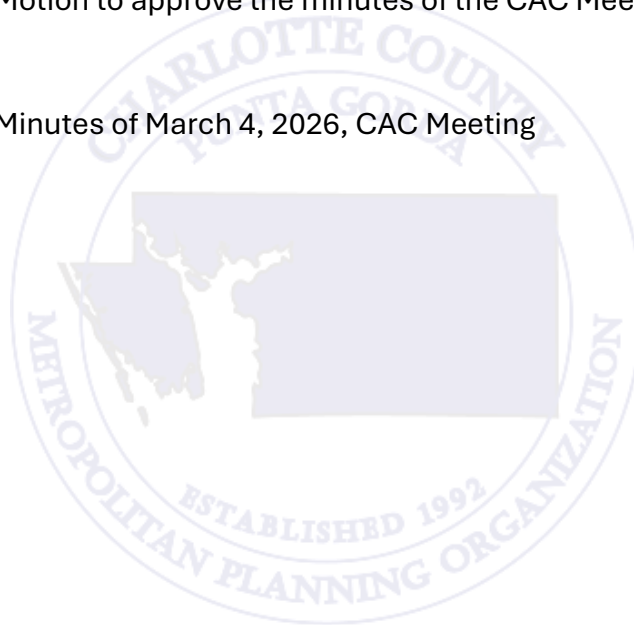 Motion to approve the minutes of the CAC Mee
Minutes of March 4, 2026, CAC Meeting
CHARLOTTE COUNTY
PUNTA GORDA
ESTABLISHED 1992
METROPOLITAN PLANNING ORGANIZATION